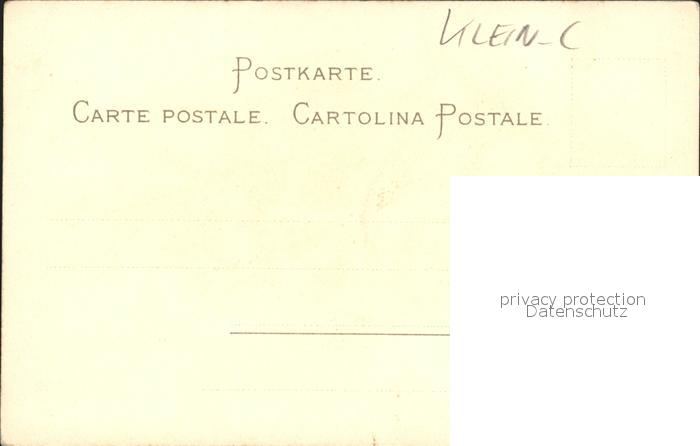 KLEIN-C
POSTKARTE.
CARTE POSTALE. CARTOLINA POSTALE.
privacy protection
Datenschutz